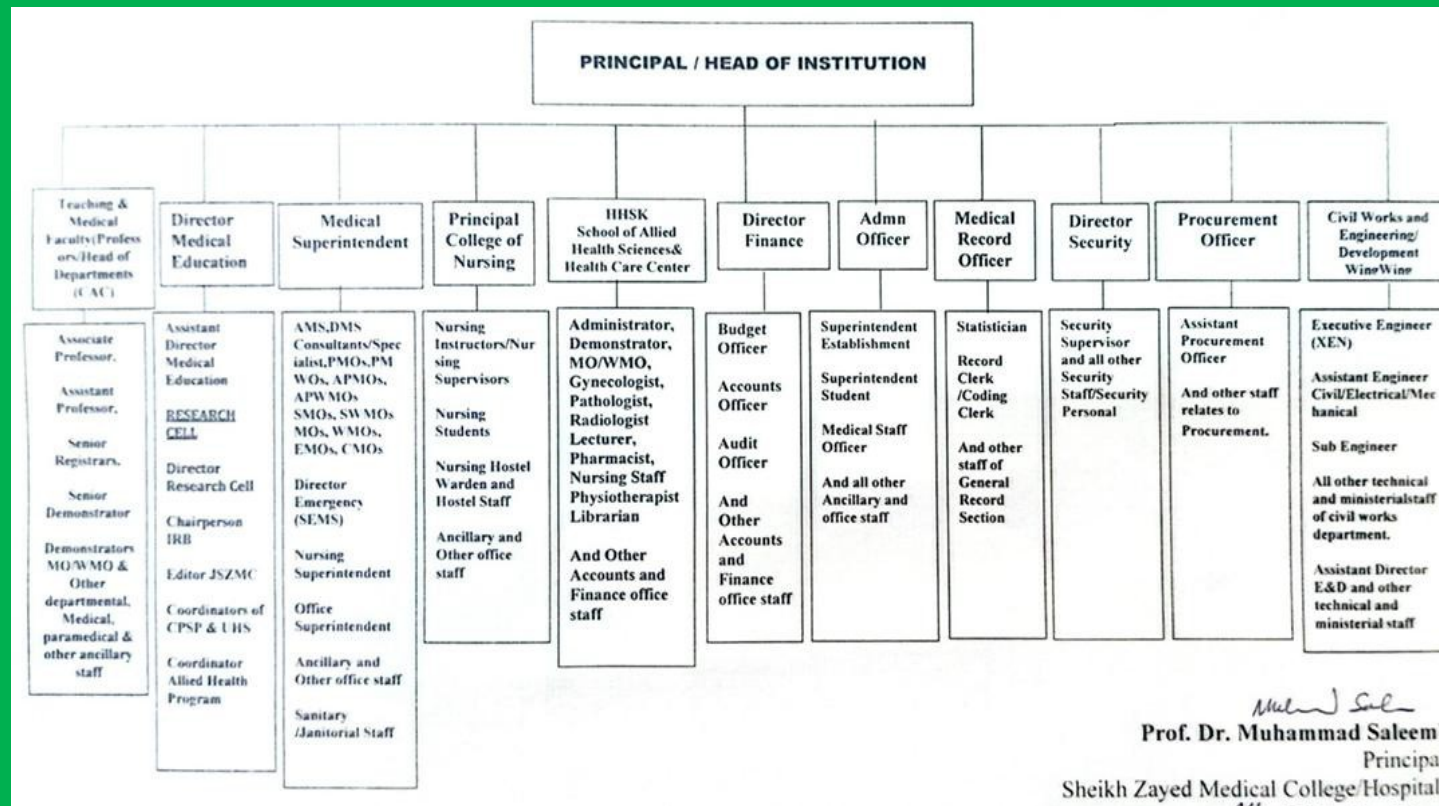 PRINCIPAL / HEAD OF INSTITUTION
Teaching &
Medical
Faculty(Profess
ors/Head of
Departments
(CAC)
Director
Medical
Education
Medical
Superintendent
Principal
College of
Nursing
HHSK
School of Allied
Health Sciences&
Health Care Center
Director
Finance
Admn
Officer
Medical
Record
Officer
Director
Security
Procurement
Officer
Civil Works and
Engineering/
Development
WingWing
Associate
Professor.
Assistant
Professor.
Senior
Registrars.
Senior
Demonstrator
Demonstrators
MO/WMO &
Other
departmental,
Medical,
paramedical &
other ancillary
staff
Assistant
Director
Medical
Education
RESEARCH
CELL
Director
Research Cell
Chairperson
IRB
Editor JSZMC
Coordinators of
CPSP & UHS
Coordinator
Allied Health
Program
AMS,DMS
Consultants/Spec
ialist,PMOs,PM
WOs, APMOs,
APWMOs
SMOs, SWMOs
MOs, WMOs,
EMOs, CMOs
Director
Emergency
(SEMS)
Nursing
Superintendent
Office
Superintendent
Ancillary and
Other office staff
Sanitary
/Janitorial Staff
Nursing
Instructors/Nur
sing
Supervisors
Nursing
Students
Nursing Hostel
Warden and
Hostel Staff
Ancillary and
Other office
staff
Administrator,
Demonstrator,
MO/WMO,
Gynecologist,
Pathologist,
Radiologist
Lecturer,
Pharmacist,
Nursing Staff
Physiotherapist
Librarian
And Other
Accounts and
Finance office
staff
Budget
Officer
Accounts
Officer
Audit
Officer
And
Other
Accounts
and
Finance
office staff
Superintendent
Establishment
Superintendent
Student
Medical Staff
Officer
And all other
Ancillary and
office staff
Statistician
Record
Clerk
/Coding
Clerk
And other
staff of
General
Record
Section
Security
Supervisor
and all other
Security
Staff/Security
Personal
Assistant
Procurement
Officer
And other staff
relates to
Procurement.
Executive Engineer
(XEN)
Assistant Engineer
Civil/Electrical/Mec
hanical
Sub Engineer
All other technical
and ministerialstaff
of civil works
department.
Assistant Director
E&D and other
technical and
ministerial staff
Prof. Dr. Muhammad Saleem
Principa
Sheikh Zayed Medical College/Hospital